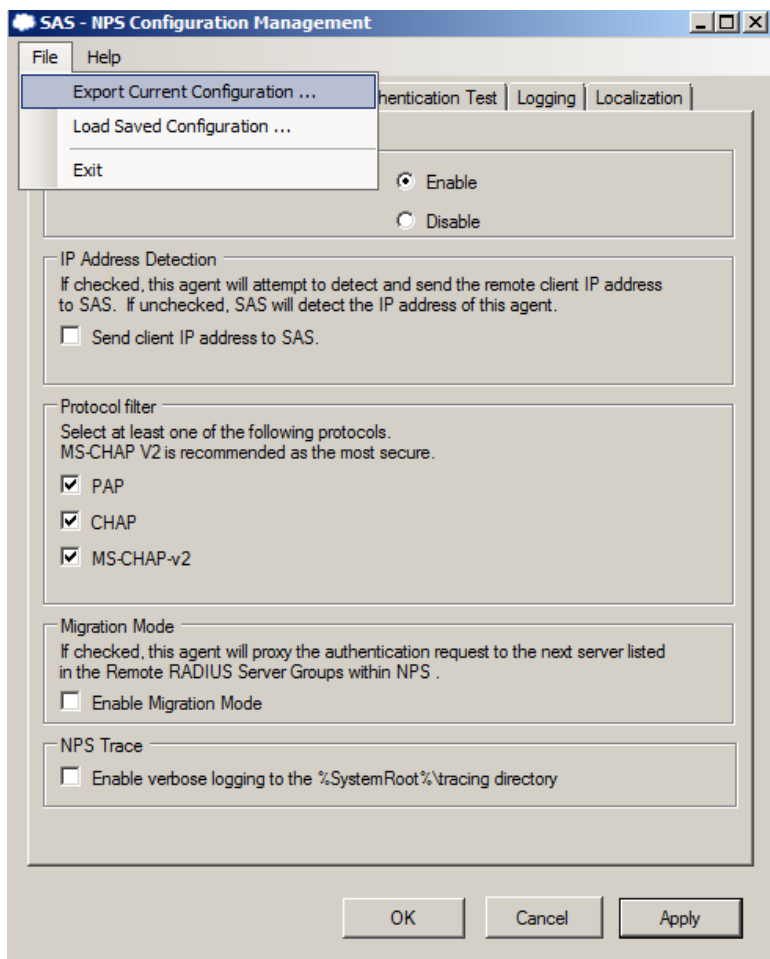 SAS - NPS Configuration Management
File Help
Export Current Configuration ...
Load Saved Configuration ...
Exit
Test Logging Localization
Enable
Disable
IP Address Detection
If checked, this agent will attempt to detect and send the remote client IP address
to SAS. If unchecked, SAS will detect the IP address of this agent.
Send client IP address to SAS.
Protocol filter
Select at least one of the following protocols.
MS-CHAP V2 is recommended as the most secure.
PAP
CHAP
MS-CHAP-v2
Migration Mode
If checked, this agent will proxy the authentication request to the next server listed
in the Remote RADIUS Server Groups within NPS .
Enable Migration Mode
NPS Trace
Enable verbose logging to the %SystemRoot%\tracing directory
OK Cancel Apply